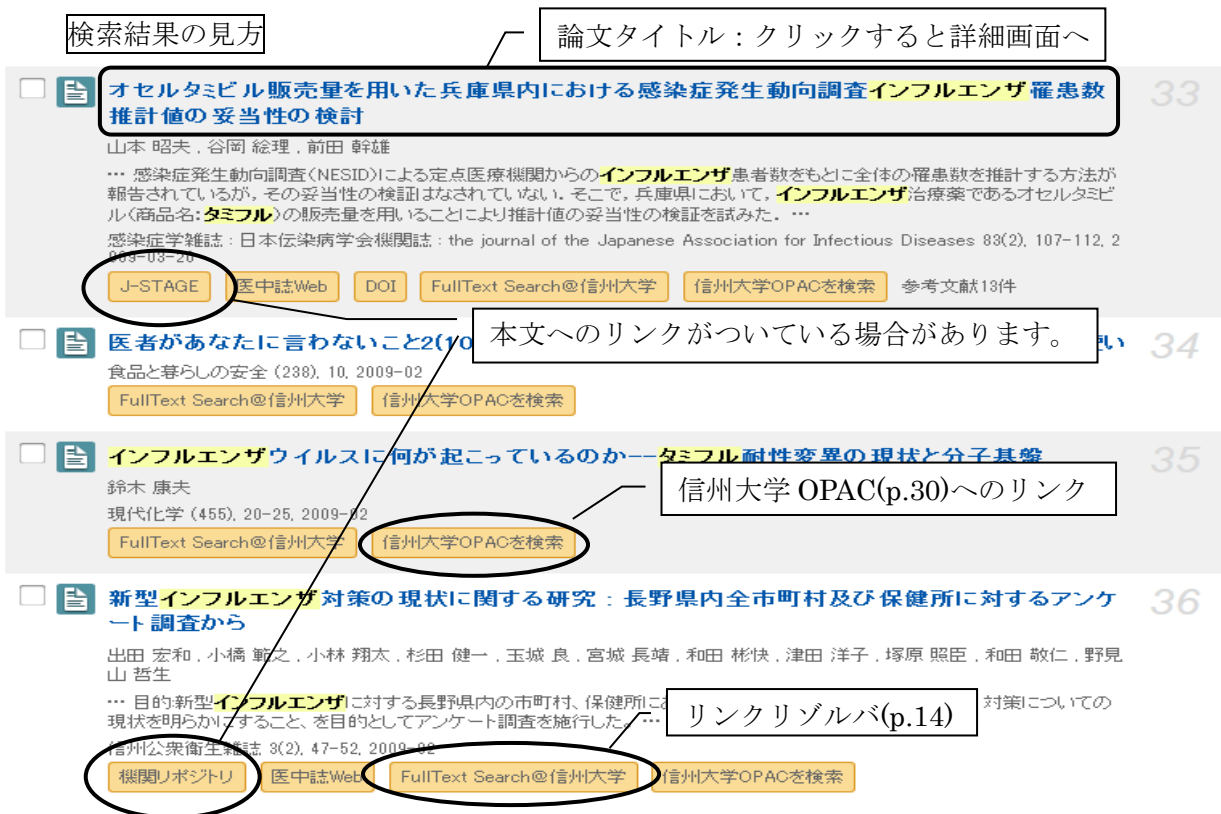 検索結果の見方
論文タイトル：クリックすると詳細画面へ
オセルタミビル販売量を用いた兵庫県内における感染症発生動向調査インフルエンザ罹患数
推計値の妥当性の検討
33
山本 昭夫 , 谷岡 絵理 , 前田 幹雄
… 感染症発生動向調査(NESID)による定点医療機関からのインフルエンザ患者数をもとに全体の罹患数を推計する方法が
報告されているが, その妥当性の検証はなされていない. そこで, 兵庫県において, インフルエンザ治療薬であるオセルタミビ
ル(商品名:タミフル)の販売量を用いることにより推計値の妥当性の検証を試みた. …
感染症学雑誌 : 日本伝染病学会機関誌 : the journal of the Japanese Association for Infectious Diseases 83(2), 107-112, 2
009-03-20
J-STAGE 医中誌Web DOI FullText Search@信州大学 信州大学OPACを検索 参考文献13件
本文へのリンクがついている場合があります。
医者があなたに言わないこと2(10
い
34
食品と暮らしの安全 (238), 10, 2009-02
FullText Search@信州大学 信州大学OPACを検索
インフルエンザウイルスに何が起こっているのか--タミフル耐性変異の現状と分子基盤
35
鈴木 康夫
信州大学 OPAC(p.30)へのリンク
現代化学 (455), 20-25, 2009-02
FullText Search@信州大学 信州大学OPACを検索
新型インフルエンザ対策の現状に関する研究 : 長野県内全市町村及び保健所に対するアンケ
ート調査から
36
出田 宏和 , 小橋 範之 , 小林 翔太 , 杉田 健一 , 玉城 良 , 宮城 長靖 , 和田 彬快 , 津田 洋子 , 塚原 照臣 , 和田 敬仁 , 野見
山 哲生
… 目的:新型インフルエンザに対する長野県内の市町村、保健所にお
対策についての
現状を明らかにすること、を目的としてアンケート調査を施行した。…
リンクリゾルバ(p.14)
信州公衆衛生雑誌 3(2), 47-52, 2009-02
機関リポジトリ 医中誌Web FullText Search@信州大学 信州大学OPACを検索